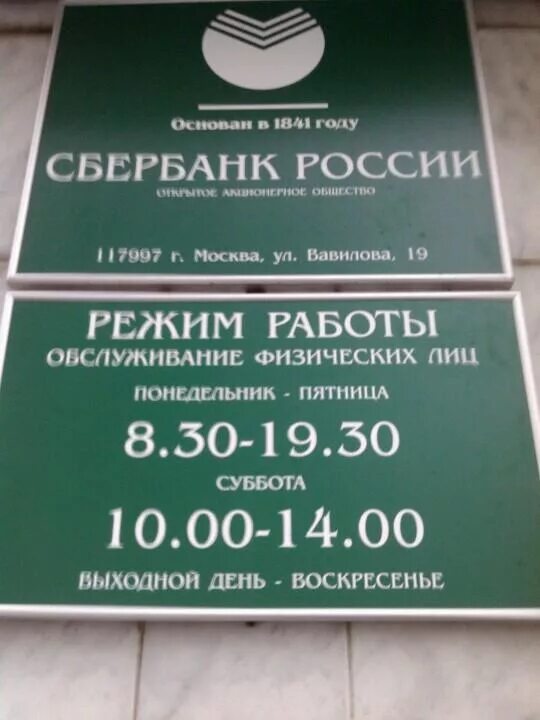 Основан в 1841 году
СБЕРБАНК РОССИИ
ОТКРЫТОЕ АКЦИОНЕРНОЕ ОБЩЕСТВО
117997 г. Москва, ул. Вавилова, 19
РЕЖИМ РАБОТЫ
ОБСЛУЖИВАНИЕ ФИЗИЧЕСКИХ ЛИЦ
ПОНЕДЕЛЬНИК - ПЯТНИЦА
8.30-19.30
СУББОТА
10.00-14.00
ВЫХОДНОЙ ДЕНЬ - ВОСКРЕСЕНЬЕ